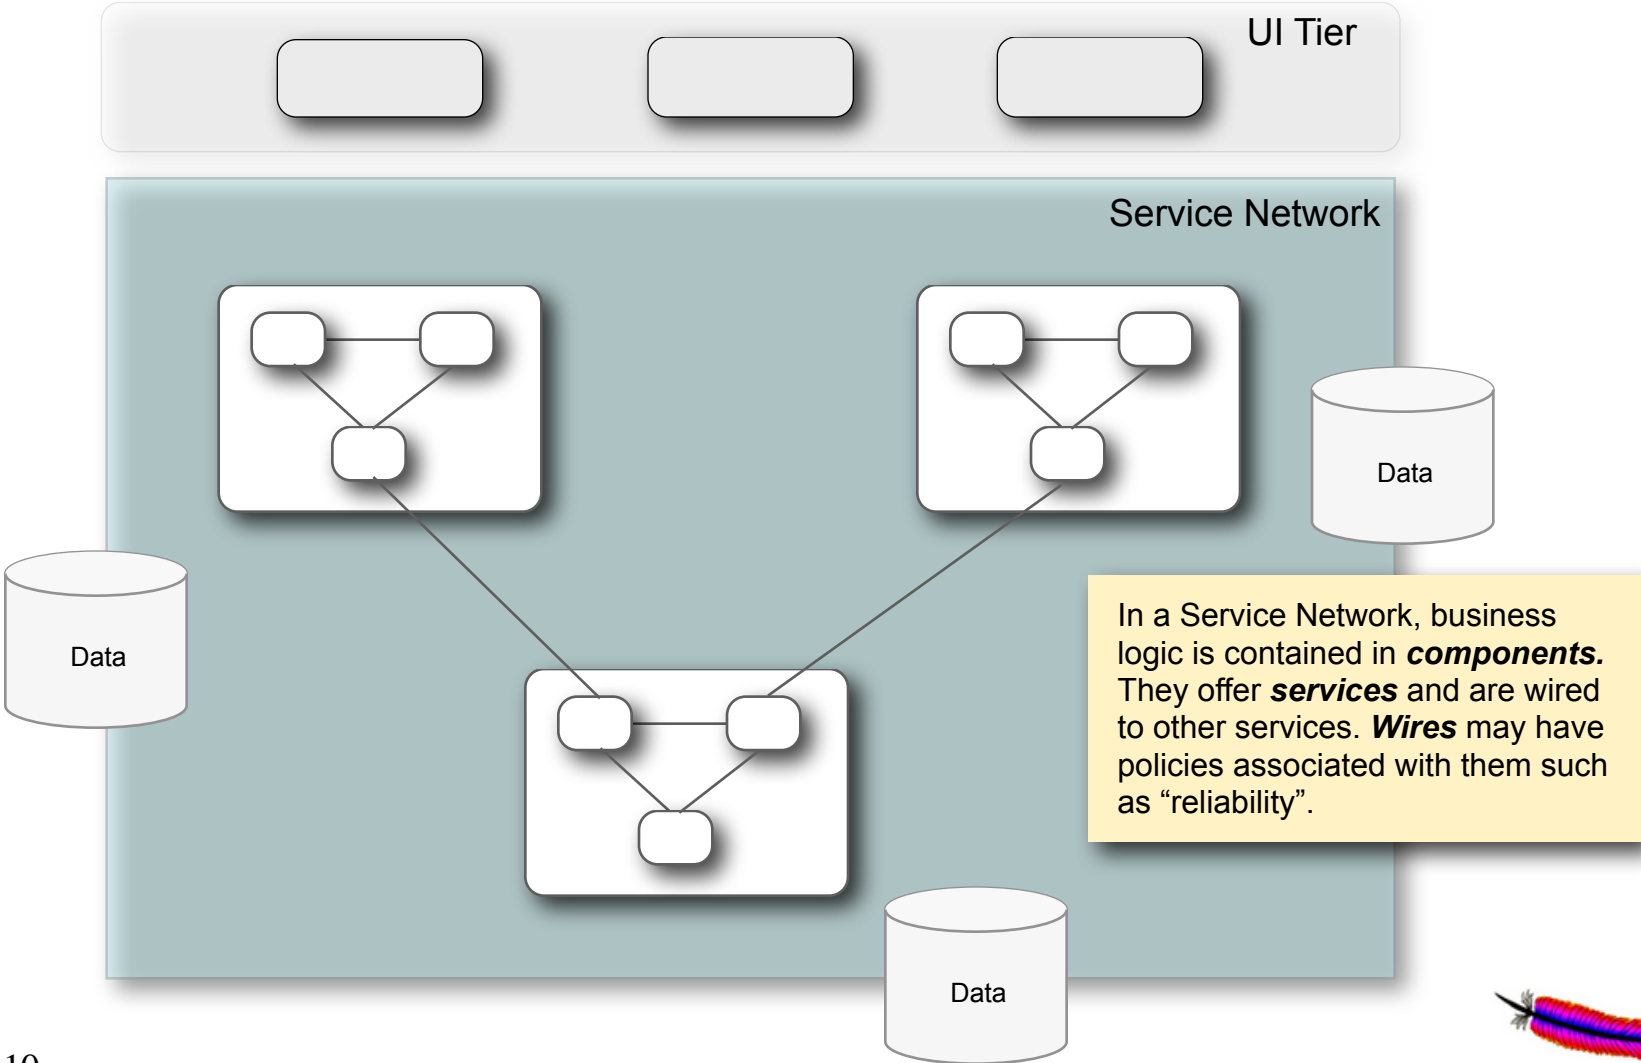 UI Tier
Service Network
Data
Data
In a Service Network, business
logic is contained in components.
They offer services and are wired
to other services. Wires may have
policies associated with them such
as “reliability”.
Data
10